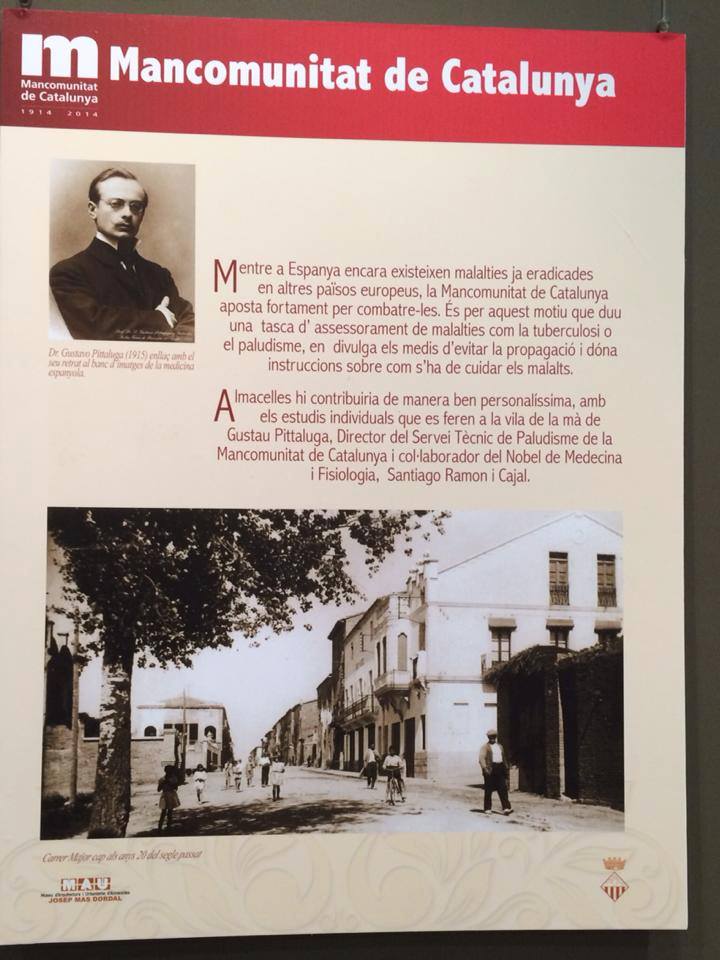 m Mancomunitat de Catalunya
Mancomunitat
de Catalunya
1914 2014
Dr. Gustavo Pittaluga (1915) enllaç amb el
seu retrat al banc d'imatges de la medicina
espanyola.
Mentre a Espanya encara existeixen malalties ja eradicades
en altres països europeus, la Mancomunitat de Catalunya
aposta fortament per combatre-les. És per aquest motiu que duu
una tasca d' assessorament de malalties com la tuberculosi o
el paludisme, en divulga els medis d'evitar la propagació i dóna
instruccions sobre com s'ha de cuidar els malalts.
Almacelles hi contribuiria de manera ben personalíssima, amb
els estudis individuals que es feren a la vila de la mà de
Gustau Pittaluga, Director del Servei Tècnic de Paludisme de la
Mancomunitat de Catalunya i col·laborador del Nobel de Medecina
i Fisiologia, Santiago Ramon i Cajal.
Carrer Major cap als anys 20 del segle passat
MAU
Museu d'Arquitectura i Urbanisme d'Almacelles
JOSEP MAS DORDAL